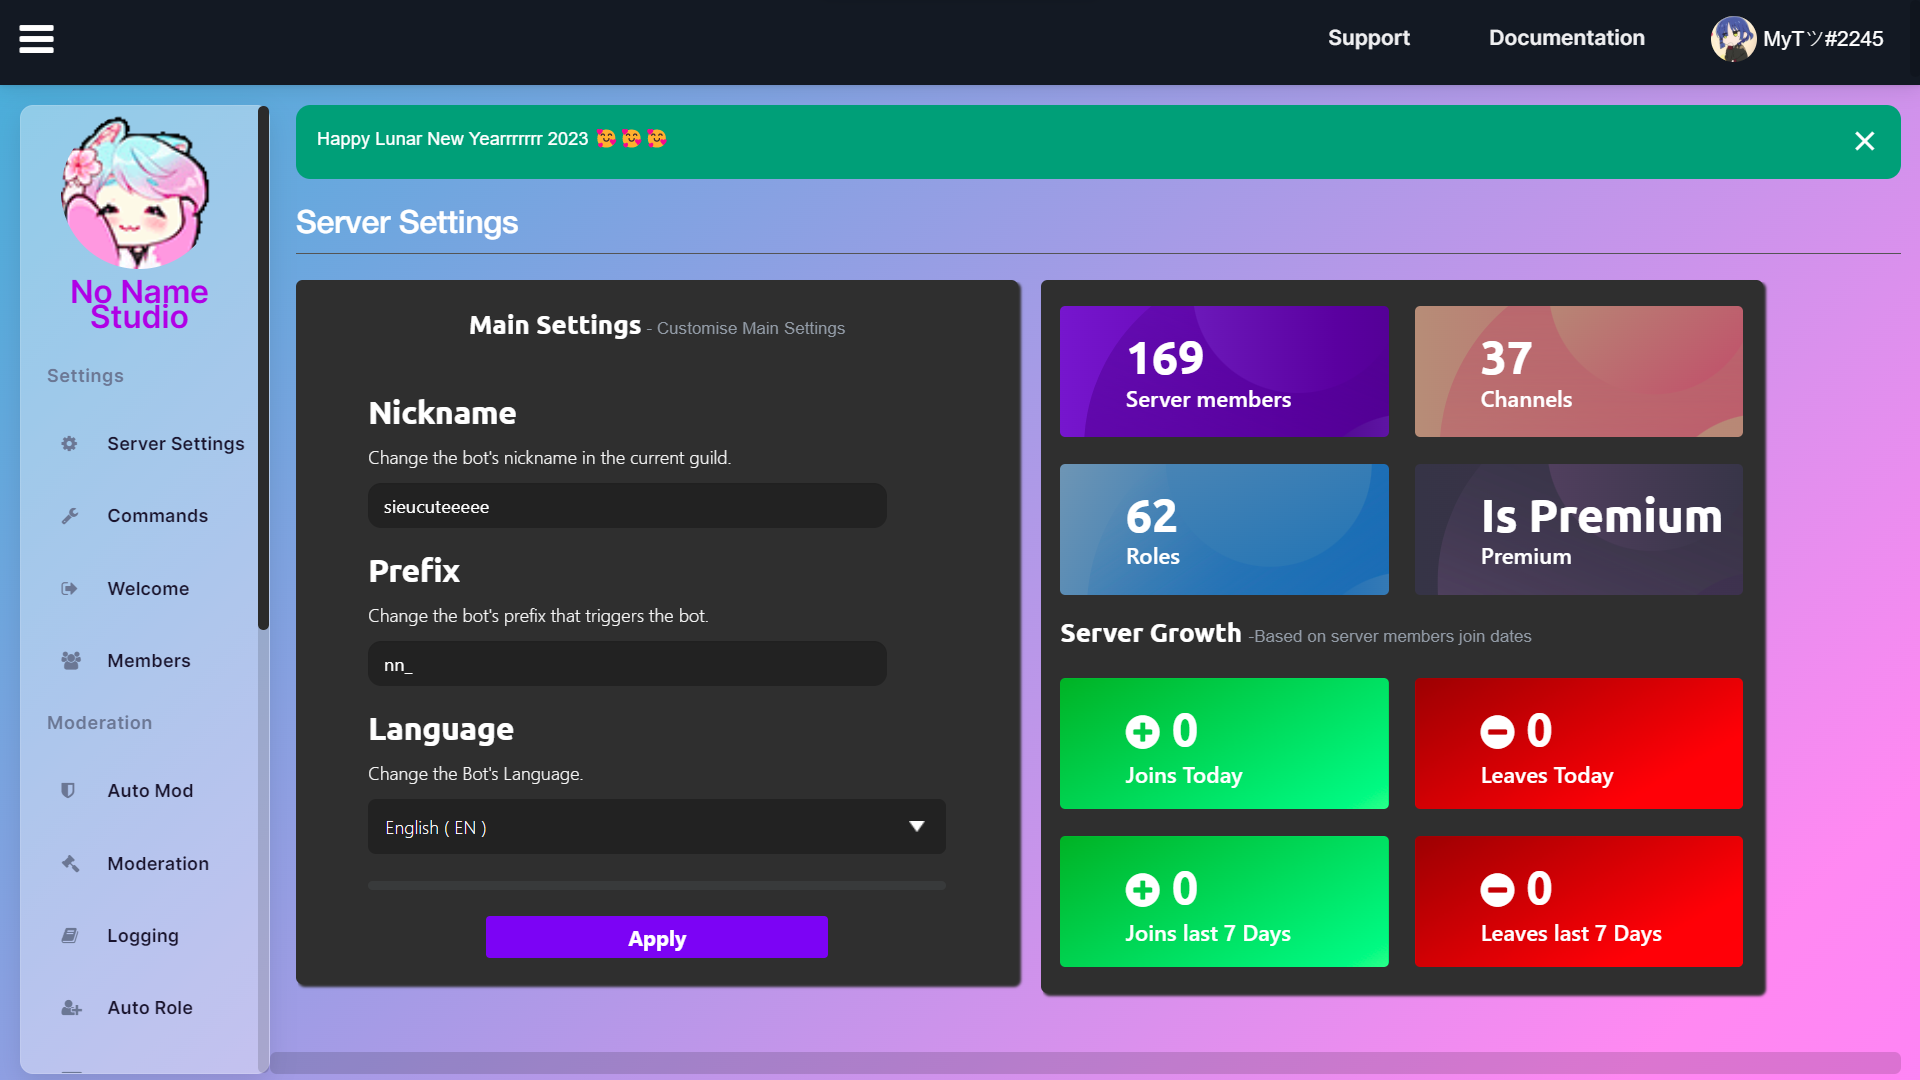 Support
Documentation
MyTツ#2245
No Name
Studio
Settings
Server Settings
Commands
Welcome
Members
Moderation
Auto Mod
Moderation
Logging
Auto Role
Happy Lunar New Yearrrrrrr 2023 🥰🥰🥰
Server Settings
Main Settings - Customise Main Settings
Nickname
Change the bot's nickname in the current guild.
sieucuteeeee
Prefix
Change the bot's prefix that triggers the bot.
nn_
Language
Change the Bot's Language.
English ( EN )
Apply
169
Server members
37
Channels
62
Roles
Is Premium
Premium
Server Growth -Based on server members join dates
0
Joins Today
0
Leaves Today
0
Joins last 7 Days
0
Leaves last 7 Days